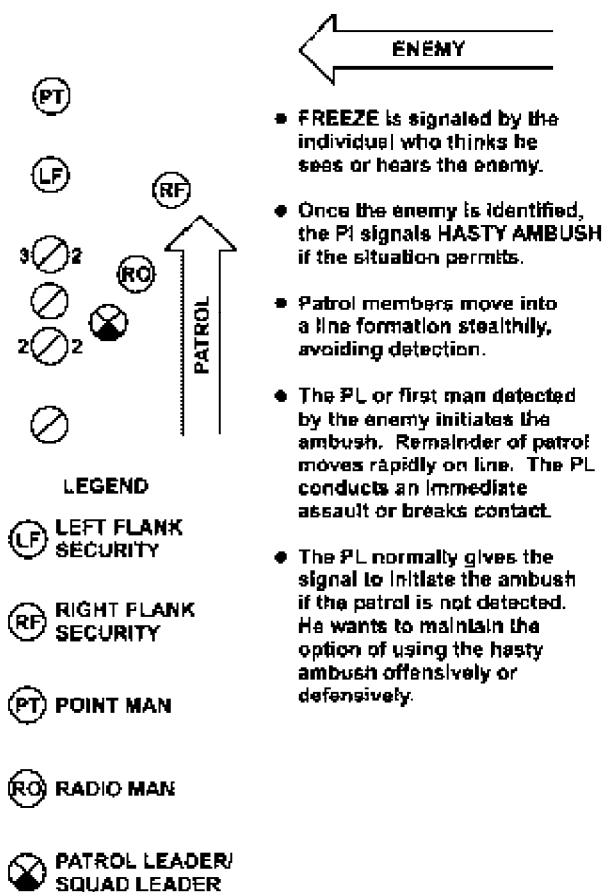 ENEMY
PT
LF
RF
3 2
RO
2 2
PATROL
● FREEZE is signaled by the
individual who thinks he
sees or hears the enemy.
● Once the enemy is identified,
the Pl signals HASTY AMBUSH
if the situation permits.
● Patrol members move into
a line formation stealthily,
avoiding detection.
● The PL or first man detected
by the enemy initiates the
ambush. Remainder of patrol
moves rapidly on line. The PL
conducts an immediate
assault or breaks contact.
● The PL normally gives the
signal to initiate the ambush
if the patrol is not detected.
He wants to maintain the
option of using the hasty
ambush offensively or
defensively.
LEGEND
LF LEFT FLANK
SECURITY
RF RIGHT FLANK
SECURITY
PT POINT MAN
RO RADIO MAN
PATROL LEADER/
SQUAD LEADER